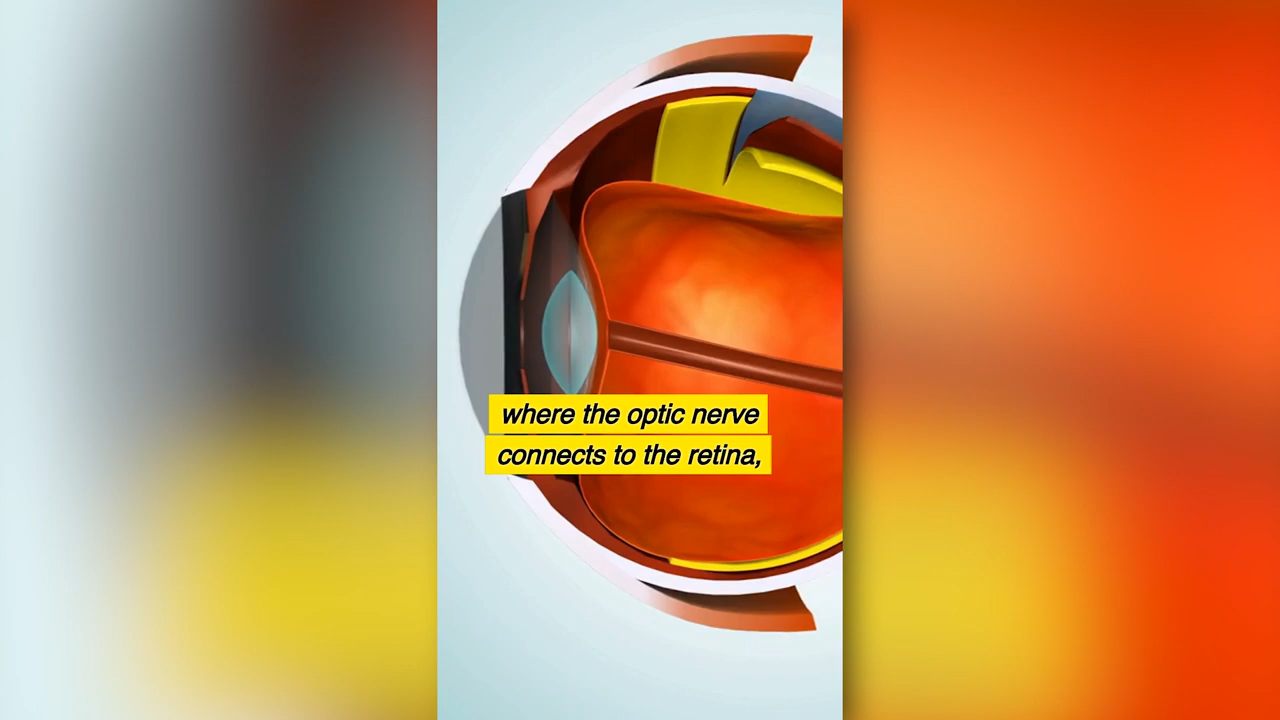 where the optic nerve
connects to the retina,